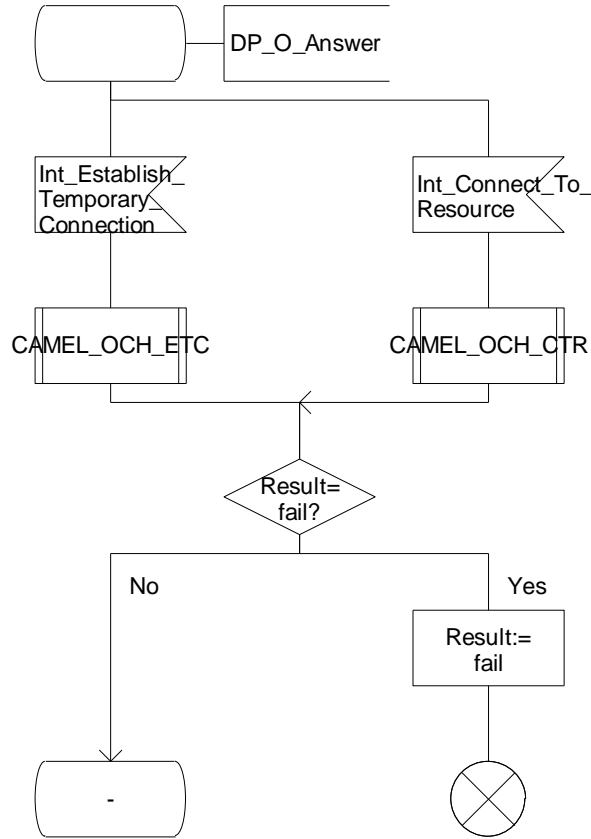 DP_O_Answer
Int_Establish_
Temporary_
Connection
Int_Connect_To_
Resource
CAMEL_OCH_ETC
CAMEL_OCH_CTR
Result=
fail?
No
Yes
Result:=
fail
-